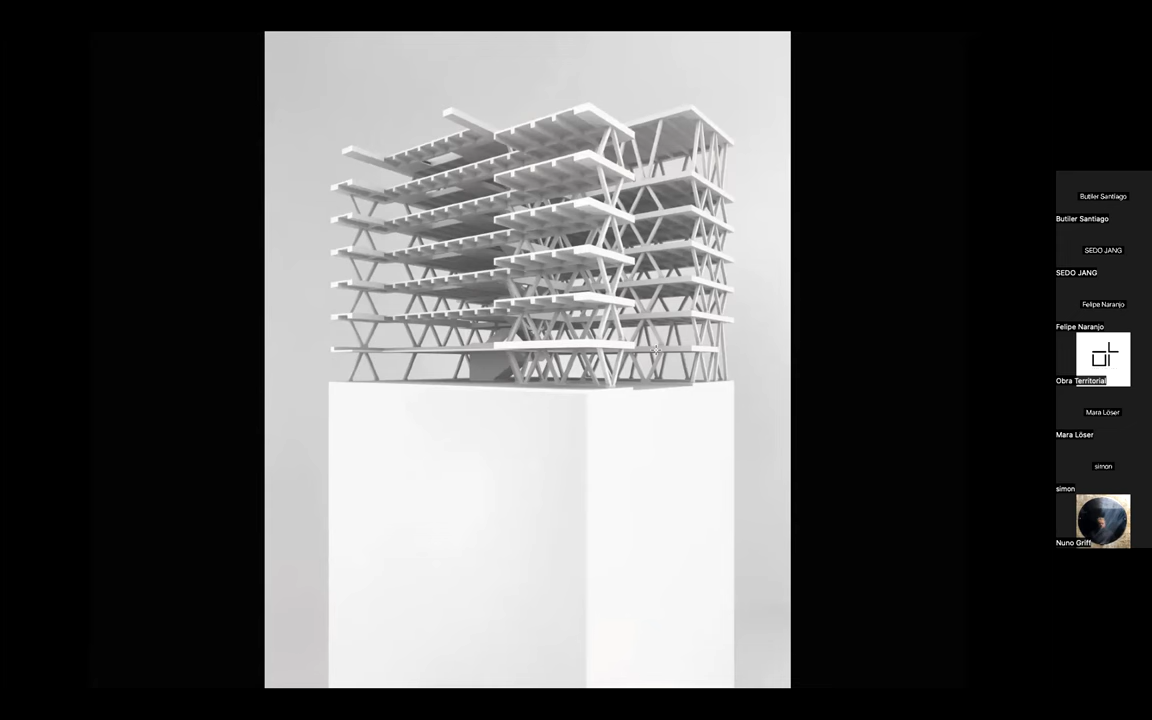 Butiler Santiago
Butiler Santiago
SEDO JANG
SEDO JANG
Felipe Naranjo
Felipe Naranjo
Obra Territorial
Mara Löser
Mara Löser
simon
simon
Nuno Griff